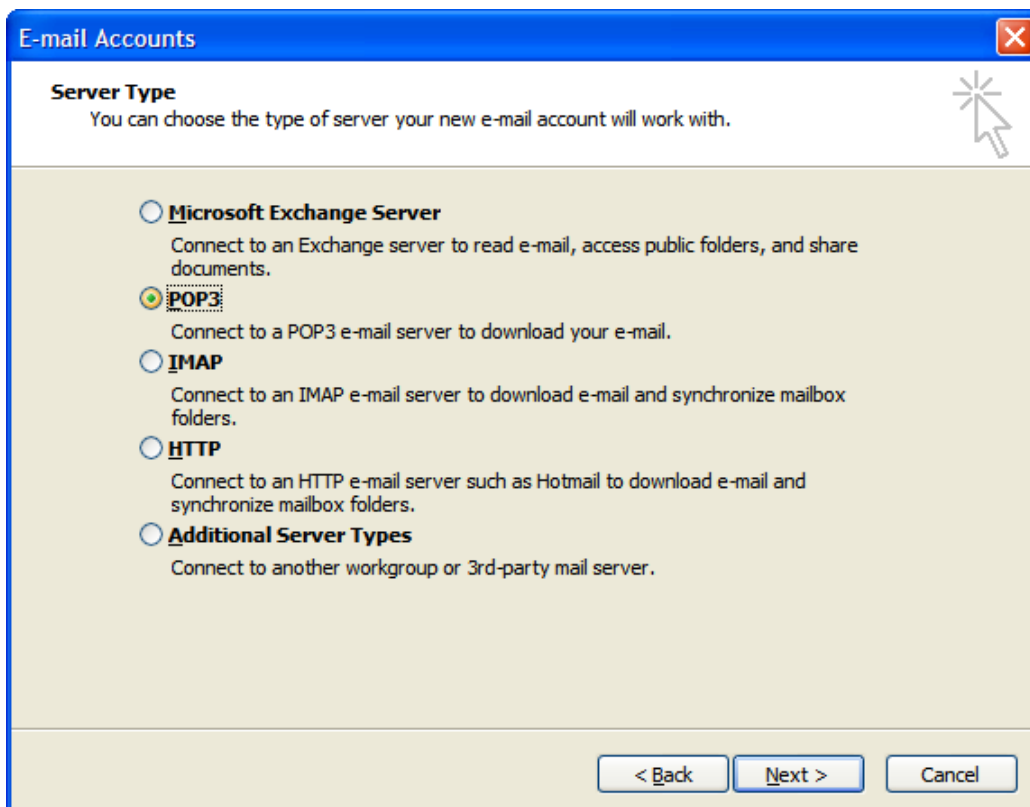 E-mail Accounts
Server Type
You can choose the type of server your new e-mail account will work with.
Microsoft Exchange Server
Connect to an Exchange server to read e-mail, access public folders, and share
documents.
POP3
Connect to a POP3 e-mail server to download your e-mail.
IMAP
Connect to an IMAP e-mail server to download e-mail and synchronize mailbox
folders.
HTTP
Connect to an HTTP e-mail server such as Hotmail to download e-mail and
synchronize mailbox folders.
Additional Server Types
Connect to another workgroup or 3rd-party mail server.
< Back Next > Cancel